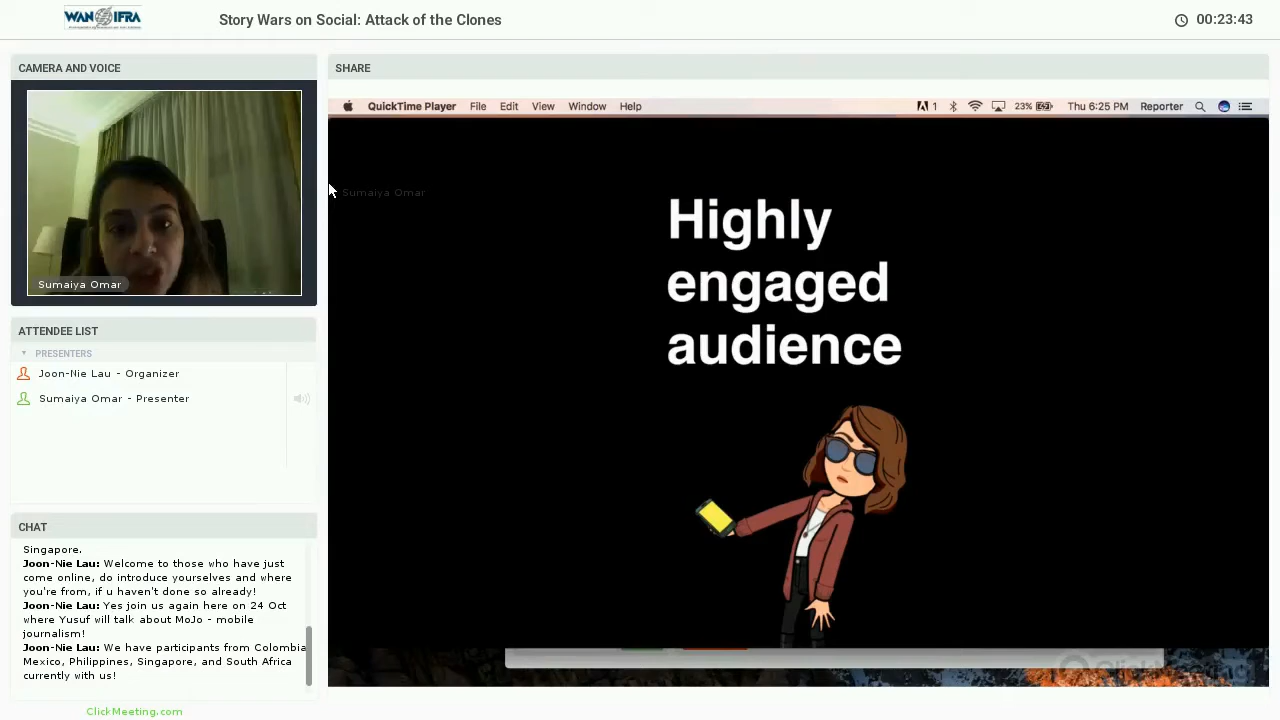 WAN IFRA
Story Wars on Social: Attack of the Clones
00:23:43
CAMERA AND VOICE
Sumaiya Omar
ATTENDEE LIST
PRESENTERS
Joon-Nie Lau - Organizer
Sumaiya Omar - Presenter
CHAT
Singapore.
Joon-Nie Lau: Welcome to those who have just
come online, do introduce yourselves and where
you're from, if u haven't done so already!
Joon-Nie Lau: Yes join us again here on 24 Oct
where Yusuf will talk about MoJo - mobile
journalism!
Joon-Nie Lau: We have participants from Colombia
Mexico, Philippines, Singapore, and South Africa
currently with us!
ClickMeeting.com
SHARE
QuickTime Player File Edit View Window Help
1 23% Thu 6:25 PM Reporter
Sumaiya Omar
Highly
engaged
audience
ClickMeeting